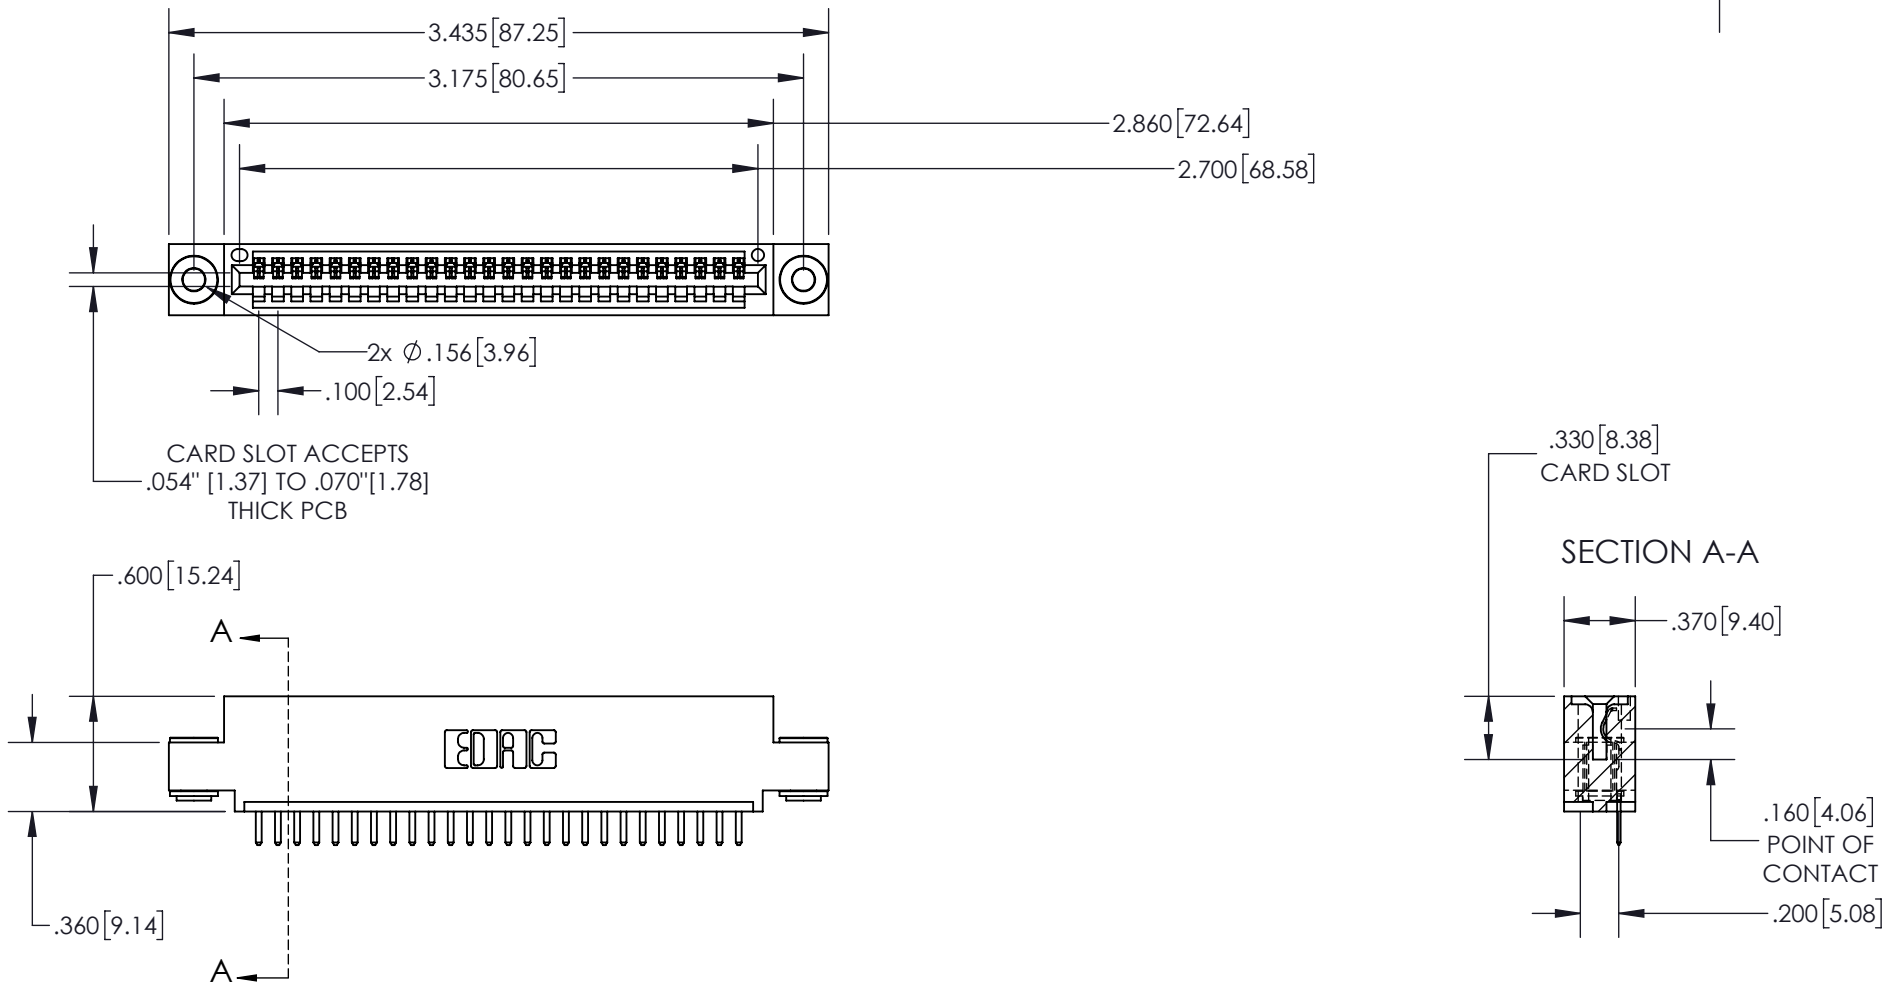 3.435[87.25]
3.175[80.65]
2.860[72.64]
2.700[68.58]
2x Ø.156[3.96]
.100[2.54]
CARD SLOT ACCEPTS
.054" [1.37] TO .070"[1.78]
THICK PCB
.330[8.38]
CARD SLOT
SECTION A-A
.600[15.24]
.370[9.40]
A
EDAC
.160[4.06]
POINT OF
CONTACT
.200[5.08]
.360[9.14]
A